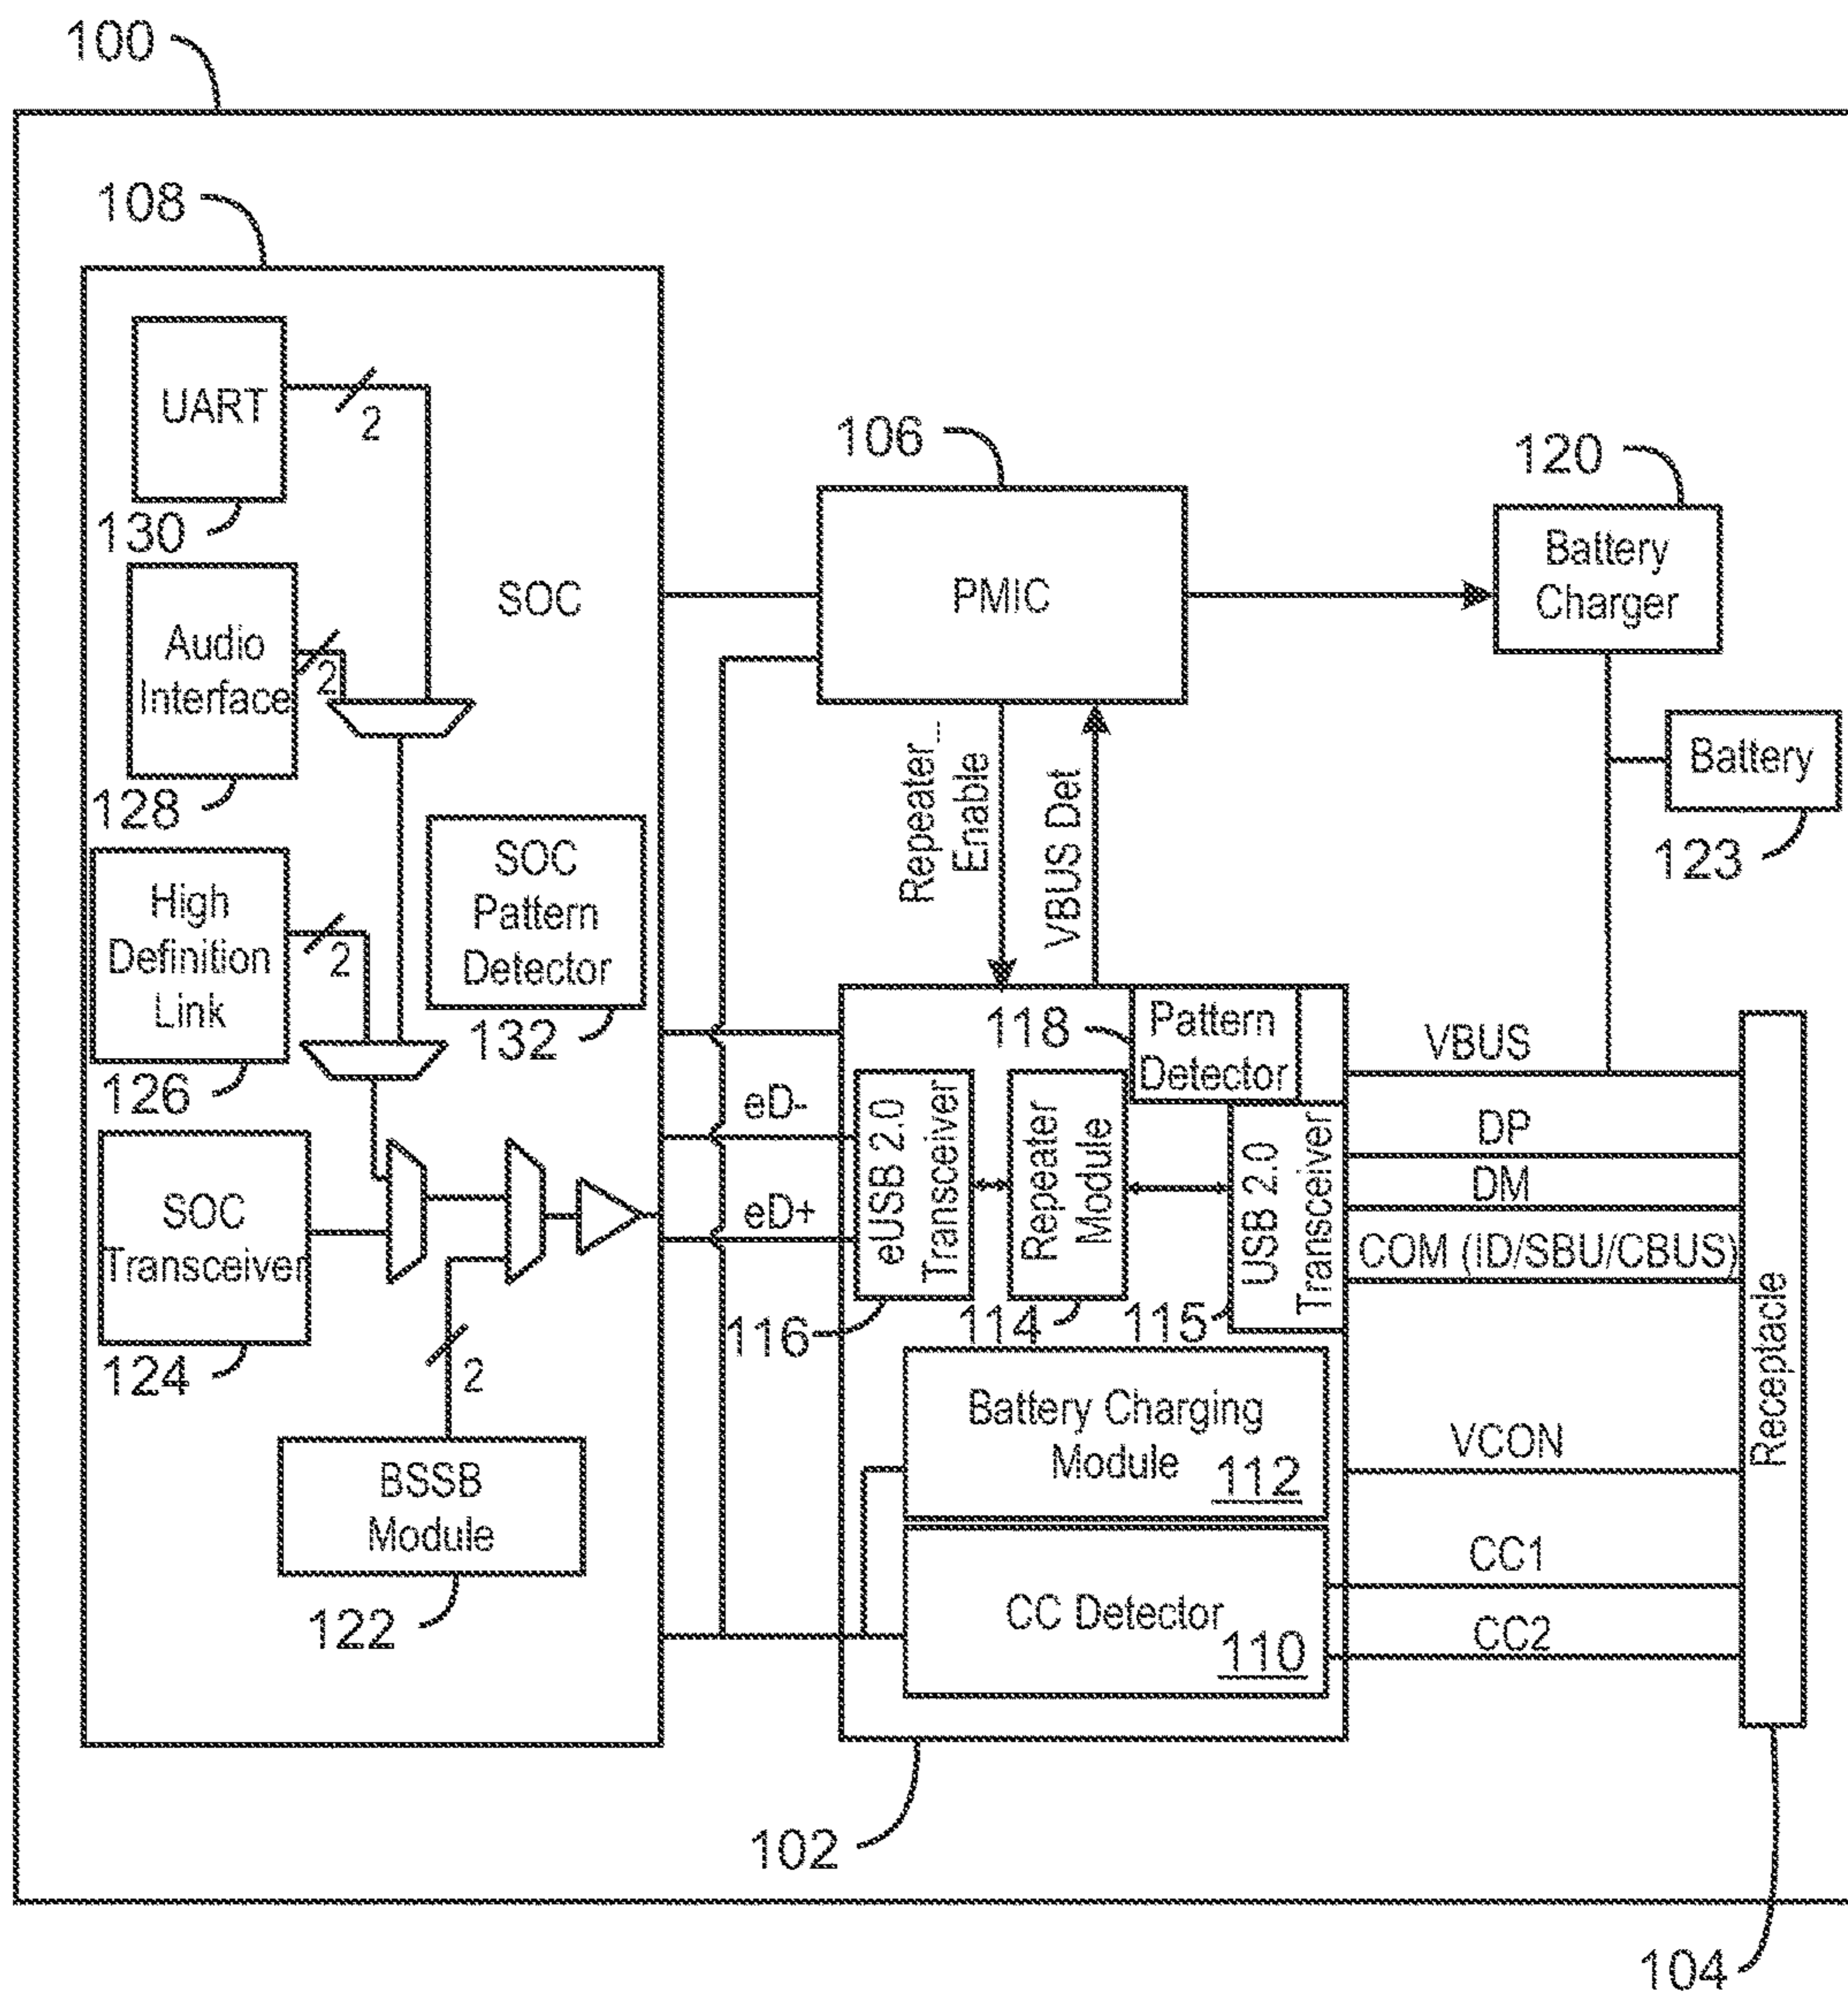 100
108
UART
2
130
SOC
Audio
Interface
2
128
High
Definition
Link
2
126
SOC
Pattern
Detector
132
SOC
Transceiver
124
2
BSSB
Module
122
106
PMIC
120
Battery
Charger
Battery
123
Repeater_
Enable
VBUS Det
eD-
eD+
118
Pattern
Detector
eUSB 2.0
Transceiver
116
Repeater
Module
114
USB 2.0
Transceiver
115
Battery Charging
Module
112
CC Detector
110
102
VBUS
DP
DM
COM (ID/SBU/CBUS)
VCON
CC1
CC2
Receptacle
104